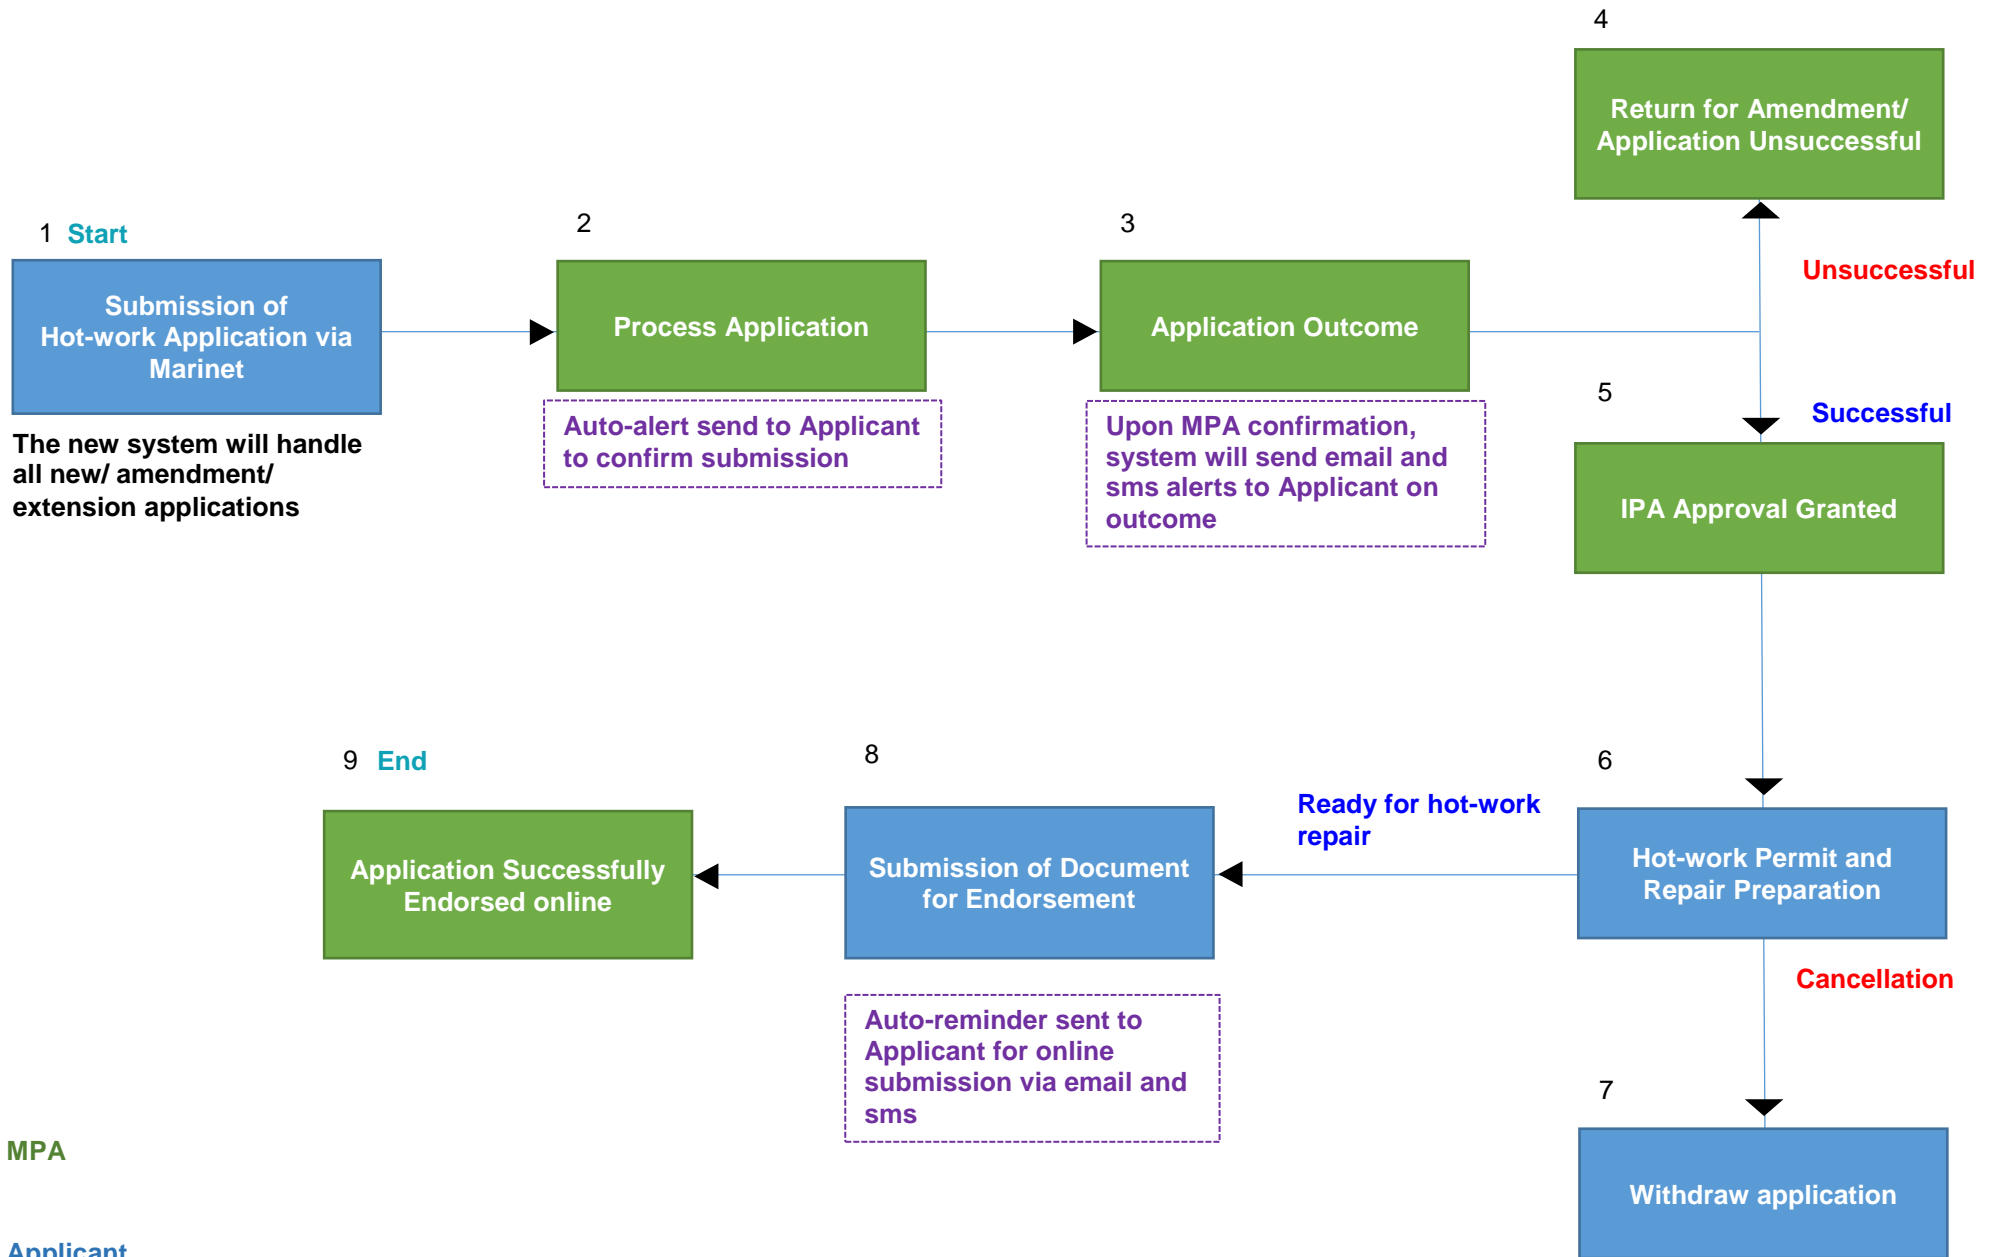 4
Return for Amendment/
Application Unsuccessful
1 Start
2
3
Unsuccessful
Submission of
Hot-work Application via
Marinet
Process Application
Application Outcome
5
Successful
The new system will handle
all new/ amendment/
extension applications
Auto-alert send to Applicant
to confirm submission
Upon MPA confirmation,
system will send email and
sms alerts to Applicant on
outcome
IPA Approval Granted
9 End
8
6
Ready for hot-work
repair
Application Successfully
Endorsed online
Submission of Document
for Endorsement
Hot-work Permit and
Repair Preparation
Cancellation
Auto-reminder sent to
Applicant for online
submission via email and
sms
7
MPA
Withdraw application
Applicant